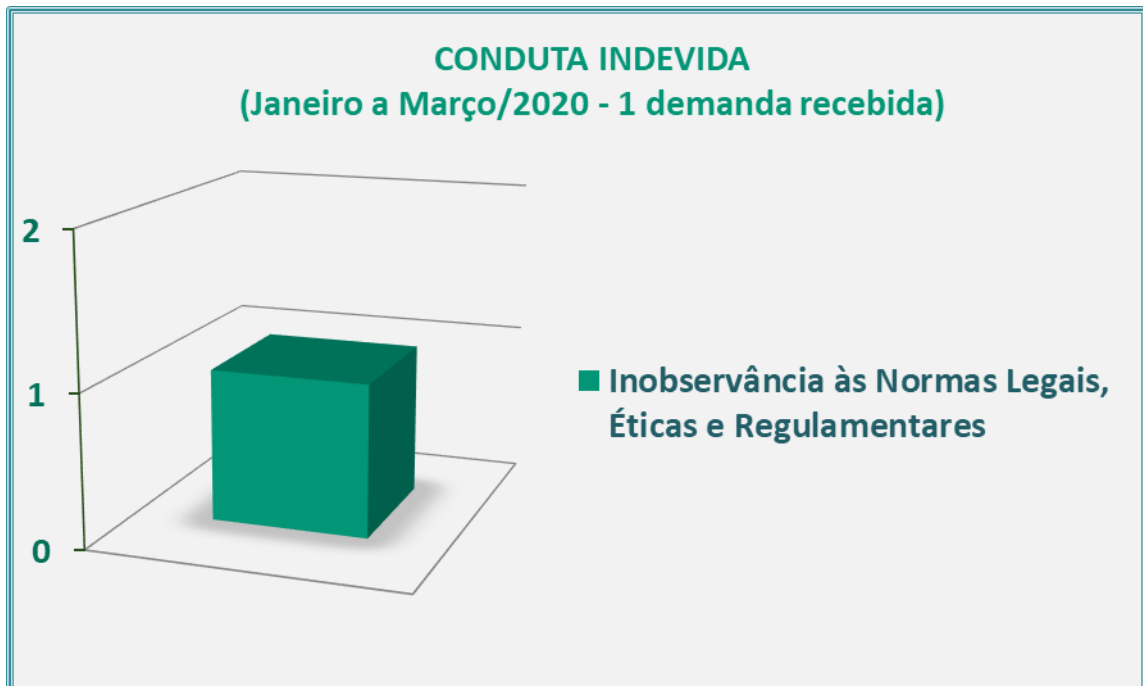 CONDUTA INDEVIDA
(Janeiro a Março/2020 - 1 demanda recebida)
2
1
0
Inobservância às Normas Legais,
Éticas e Regulamentares